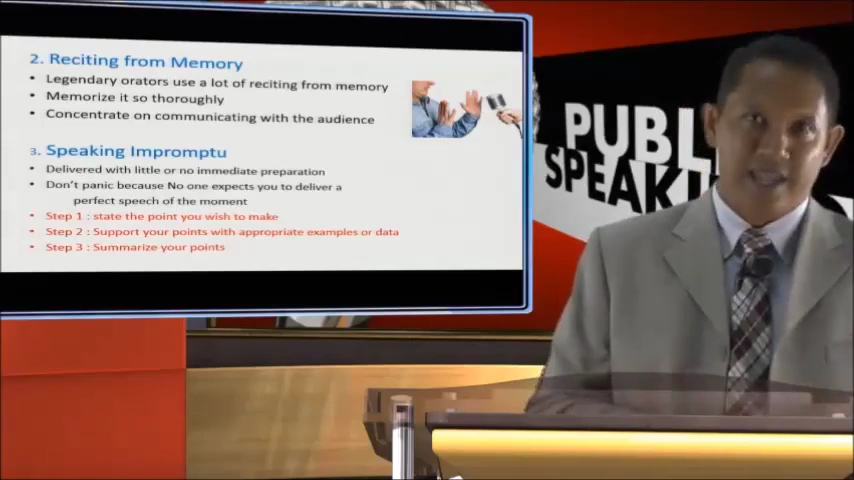 2. Reciting from Memory
• Legendary orators use a lot of reciting from memory
• Memorize it so thoroughly
• Concentrate on communicating with the audience
3. Speaking Impromptu
• Delivered with little or no immediate preparation
• Don't panic because No one expects you to deliver a
perfect speech of the moment
• Step 1 : state the point you wish to make
• Step 2 : Support your points with appropriate examples or data
• Step 3 : Summarize your points
PUBL
SPEAKI